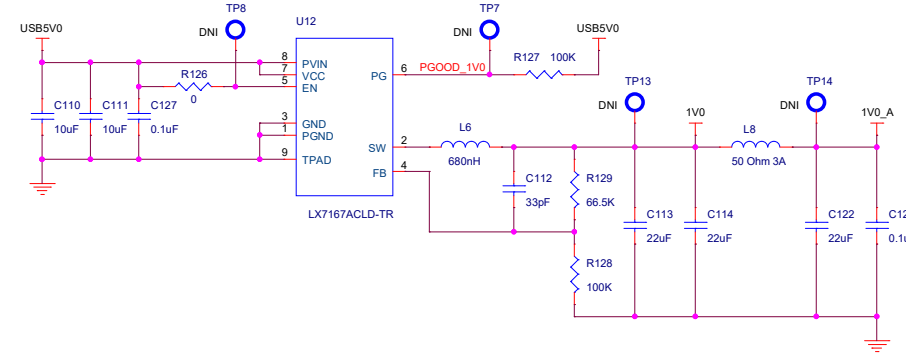 TP8
DNI
USB5V0
U12
TP7
DNI
USB5V0
8 PVIN
7 VCC
5 EN
3 GND
1 PGND
9 TPAD
PG 6
SW 2
FB 4
PGOOD_1V0
R127 100K
R126
0
C110
10uF
C111
10uF
C127
0.1uF
LX7167ACLD-TR
L6
680nH
C112
33pF
R129
66.5K
R128
100K
TP13
DNI
1V0
C113
22uF
C114
22uF
L8
50 Ohm 3A
TP14
DNI
1V0_A
C122
22uF